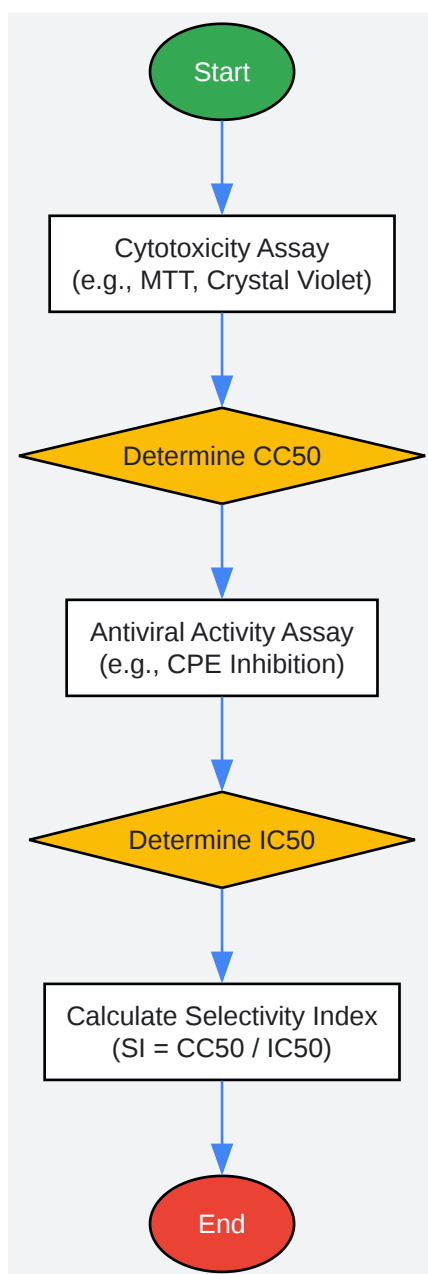 Start
Cytotoxicity Assay
(e.g., MTT, Crystal Violet)
Determine CC50
Antiviral Activity Assay
(e.g., CPE Inhibition)
Determine IC50
Calculate Selectivity Index
(SI = CC50 / IC50)
End